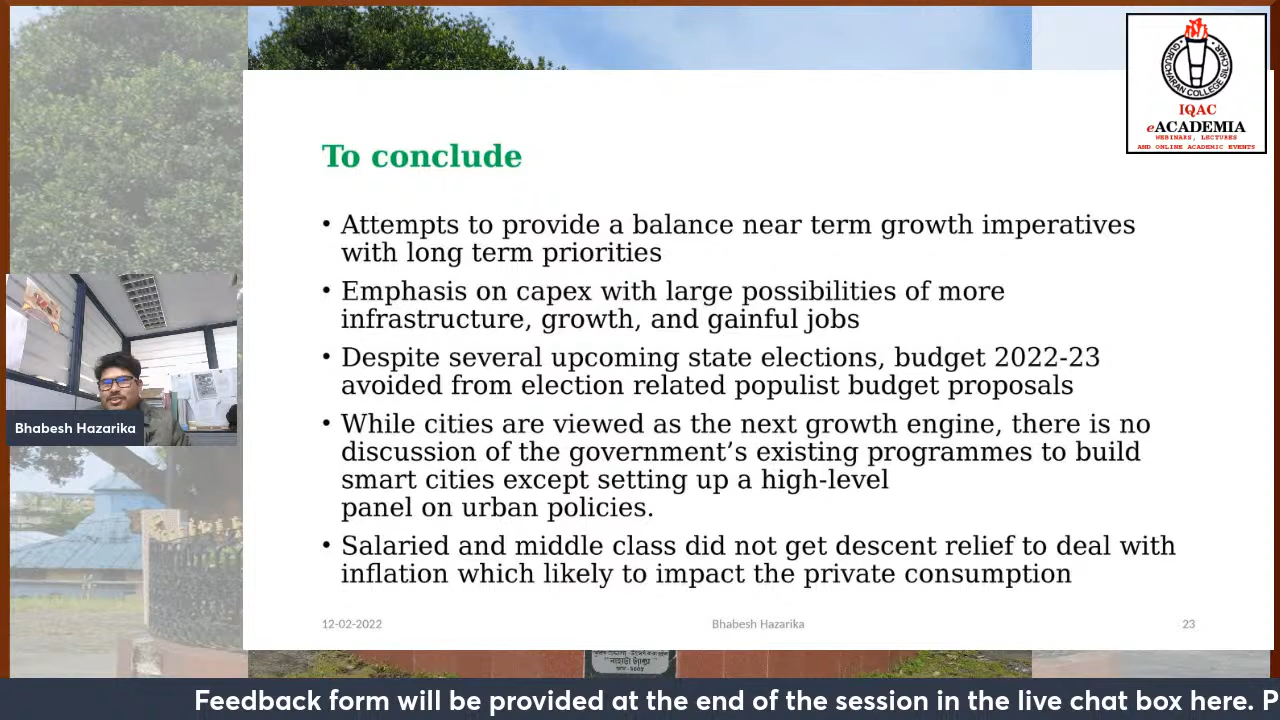 GURUCHARAN COLLEGE SILCHAR
IQAC
eACADEMIA
WEBINARS, LECTURES
AND ONLINE ACADEMIC EVENTS
To conclude
• Attempts to provide a balance near term growth imperatives
with long term priorities
• Emphasis on capex with large possibilities of more
infrastructure, growth, and gainful jobs
• Despite several upcoming state elections, budget 2022-23
avoided from election related populist budget proposals
• While cities are viewed as the next growth engine, there is no
discussion of the government’s existing programmes to build
smart cities except setting up a high-level
panel on urban policies.
• Salaried and middle class did not get descent relief to deal with
inflation which likely to impact the private consumption
12-02-2022
Bhabesh Hazarika
23
Bhabesh Hazarika
Feedback form will be provided at the end of the session in the live chat box here. P